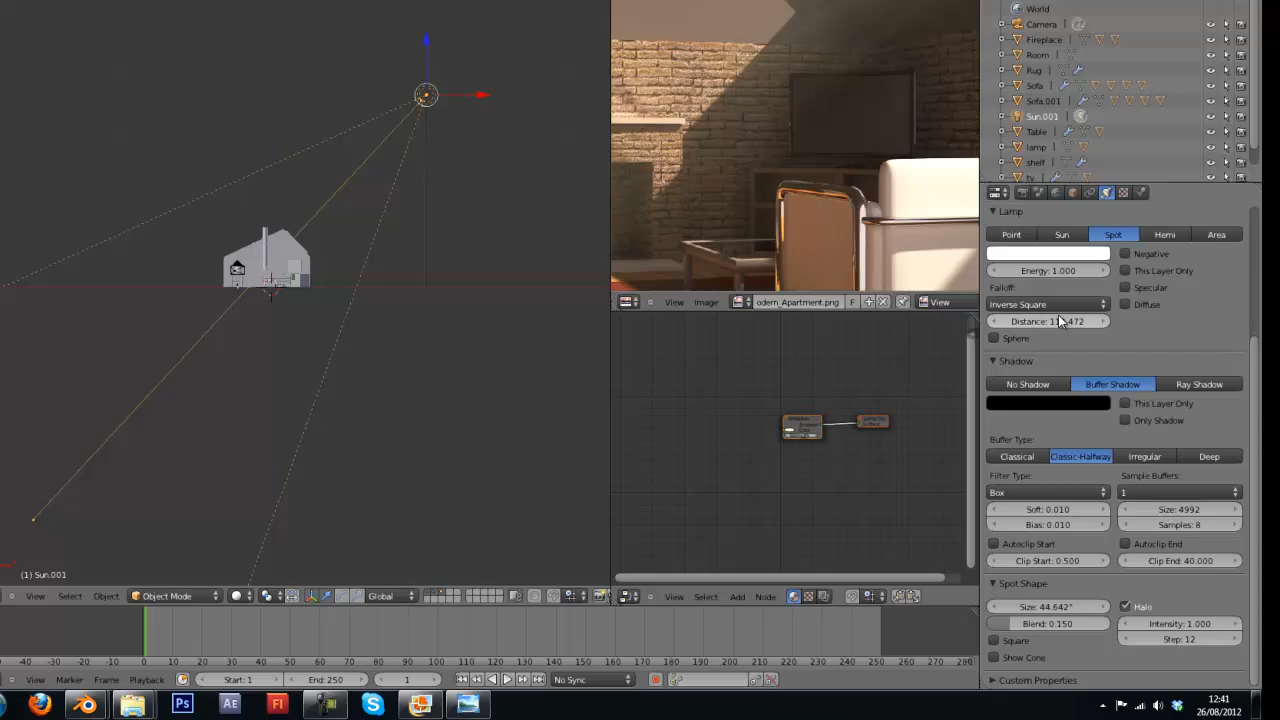 World
Camera
Fireplace
Room
Rug
Sofa
Sofa.001
Sun.001
Table
lamp
shelf
tv
Lamp
Point Sun Spot Hemi Area
Negative
Energy: 1.000 This Layer Only
Falloff: Specular
Inverse Square Diffuse
Distance:
Sphere
Shadow
No Shadow Buffer Shadow Ray Shadow
This Layer Only
Only Shadow
Buffer Type:
Classical Classic-Halfway Irregular Deep
Filter Type: Sample Buffers:
Box 1
Soft: 0.010 Size: 4992
Bias: 0.010 Samples: 8
Autoclip Start Autoclip End
Clip Start: 0.500 Clip End: 40.000
Spot Shape
Size: 44.642° Halo
Blend: 0.150 Intensity: 1.000
Square Step: 12
Show Cone
Custom Properties
View Image odern_Apartment.png F View
(1) Sun.001
View Select Object Object Mode Global
View Select Add Node
-40 -30 -20 -10 0 10 20 30 40 50 60 70 80 90 100 110 120 130 140 150 160 170 180 190 200 210 220 230 240 250 260 270 280
View Marker Frame Playback Start: 1 End: 250 1 No Sync
Ps Ae Fl
12:41
26/08/2012